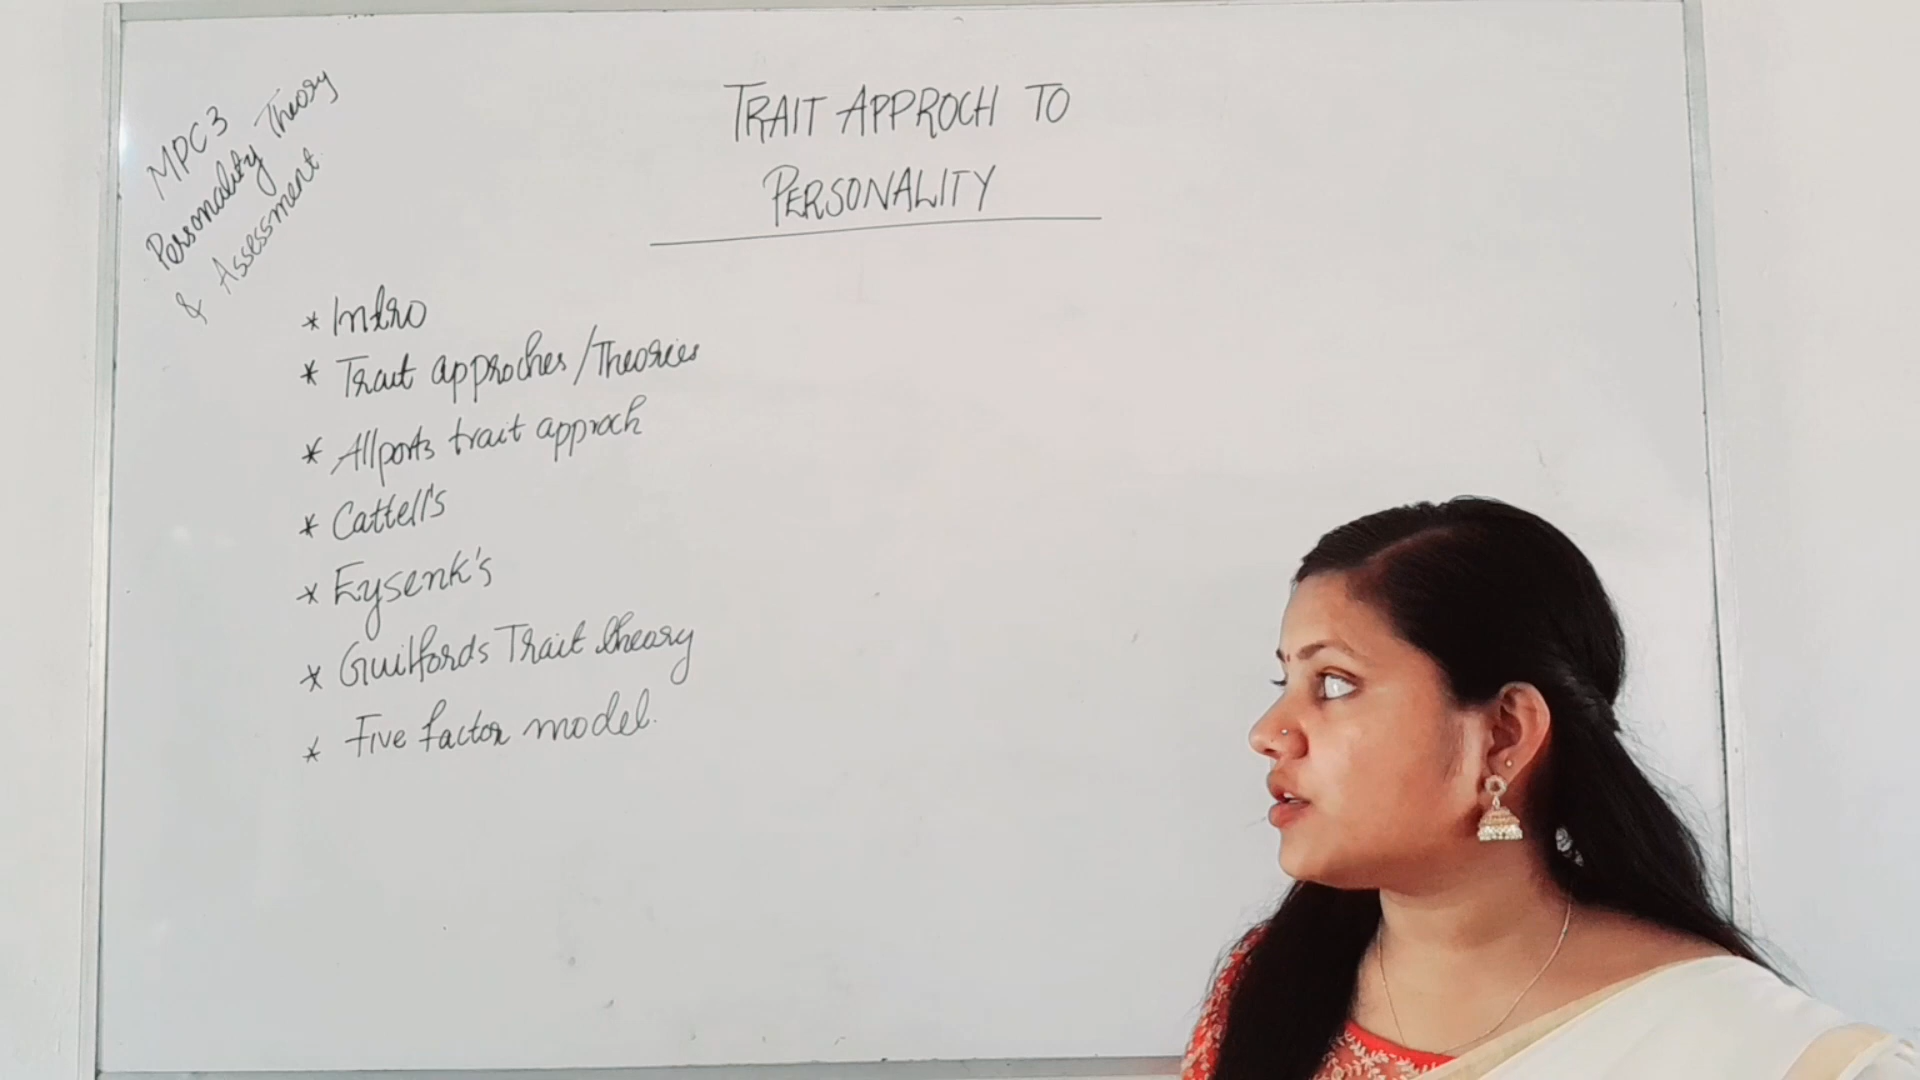 MPC3
Personality Theory
& Assessment
TRAIT APPROCH TO
PERSONALITY
* Intro
* Trait approches/Theories
* Allports trait approch
* Cattell's
* Eysenk's
* Guilfords Trait theory
* Five factor model.